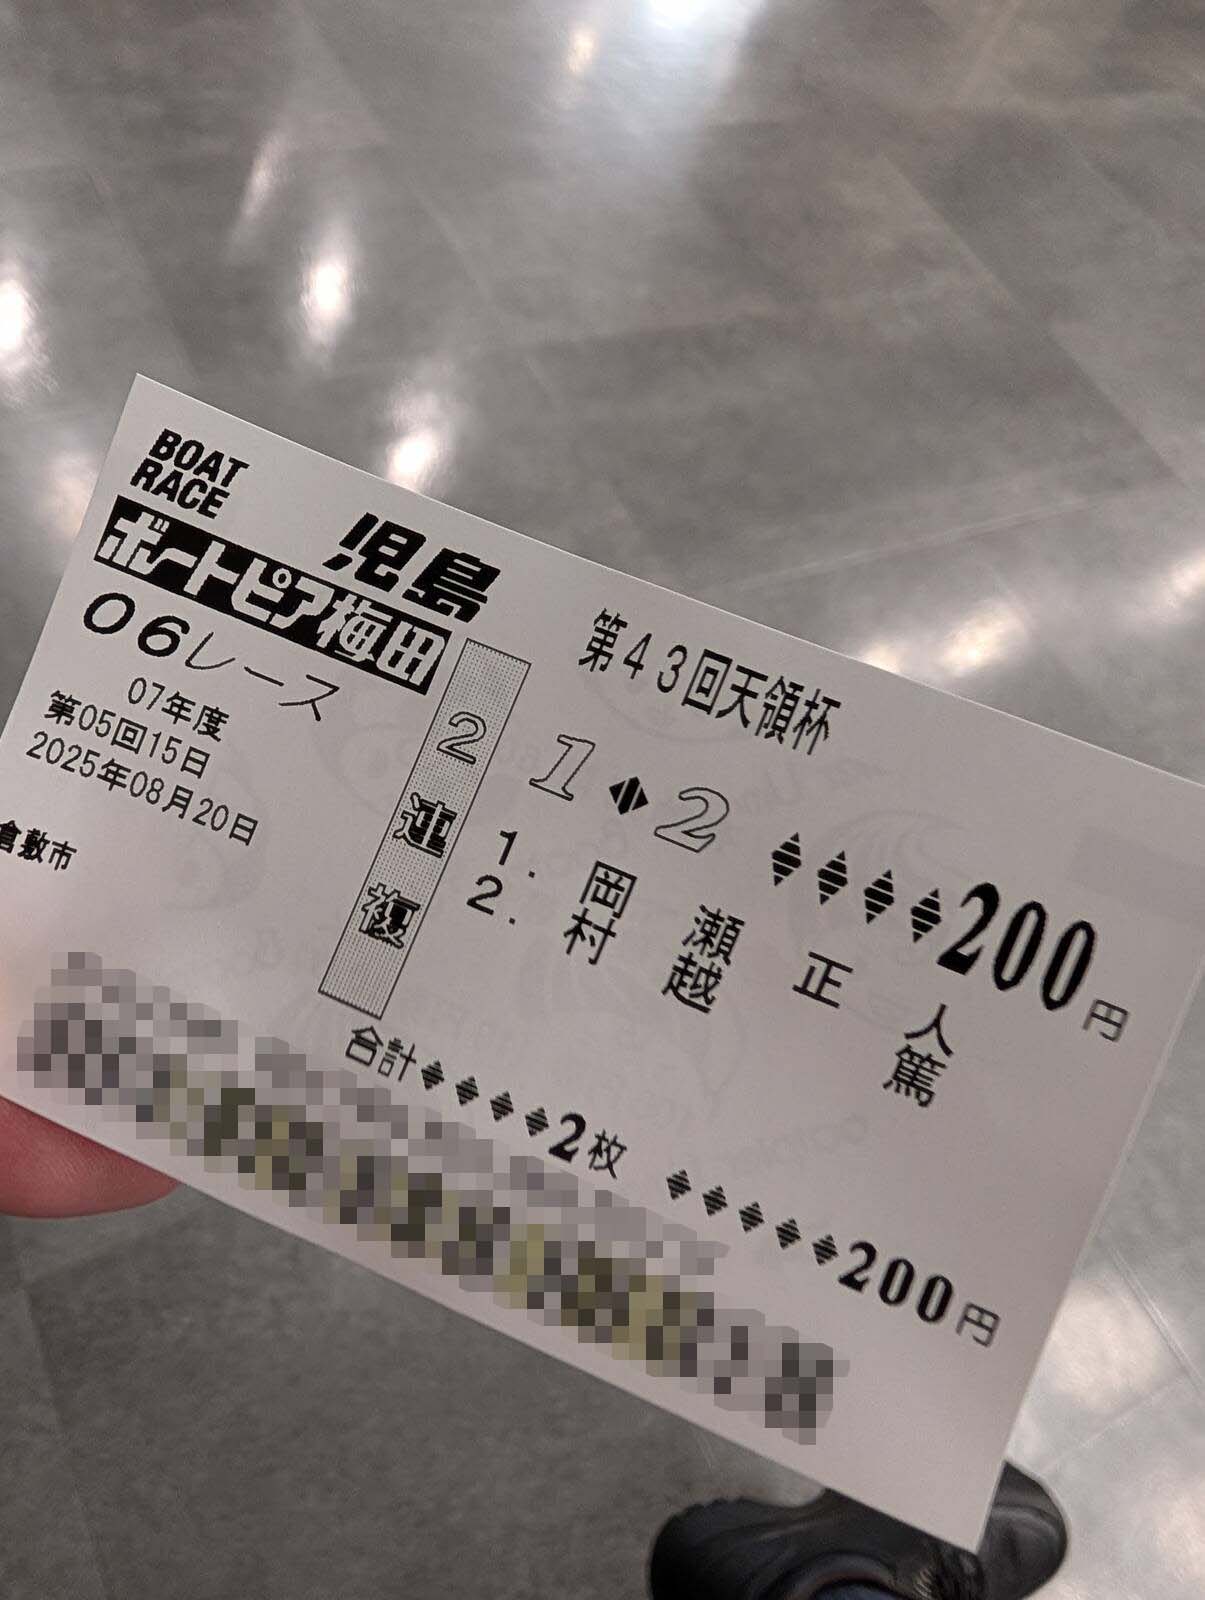 BOAT
RACE
児島
ボートピア梅田
06レース
07年度
第05回15日
2025年08月20日
倉敷市
2連複
第43回天領杯
1 2 200円
1. 岡瀬正人
2. 村越篤
合計 2枚 200円